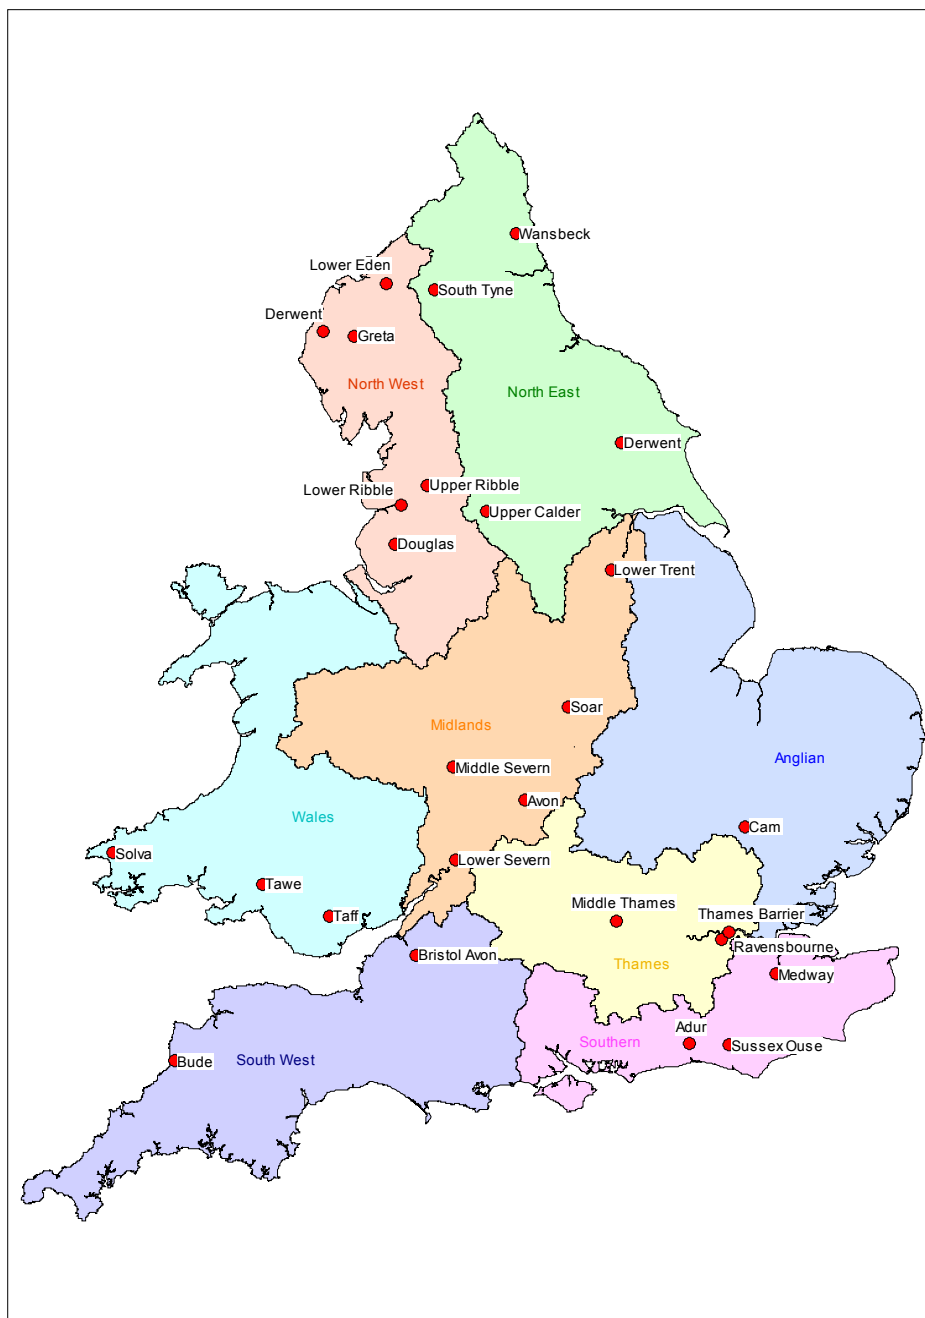 Wansbeck
Lower Eden
South Tyne
Derwent
Greta
North West
North East
Derwent
Upper Ribble
Lower Ribble
Upper Calder
Douglas
Lower Trent
Soar
Midlands
Anglian
Middle Severn
Avon
Wales
Cam
Solva
Lower Severn
Tawe
Middle Thames
Taff
Thames Barrier
Ravensbourne
Bristol Avon
Thames
Medway
Adur
Southern
Sussex Ouse
South West
Bude